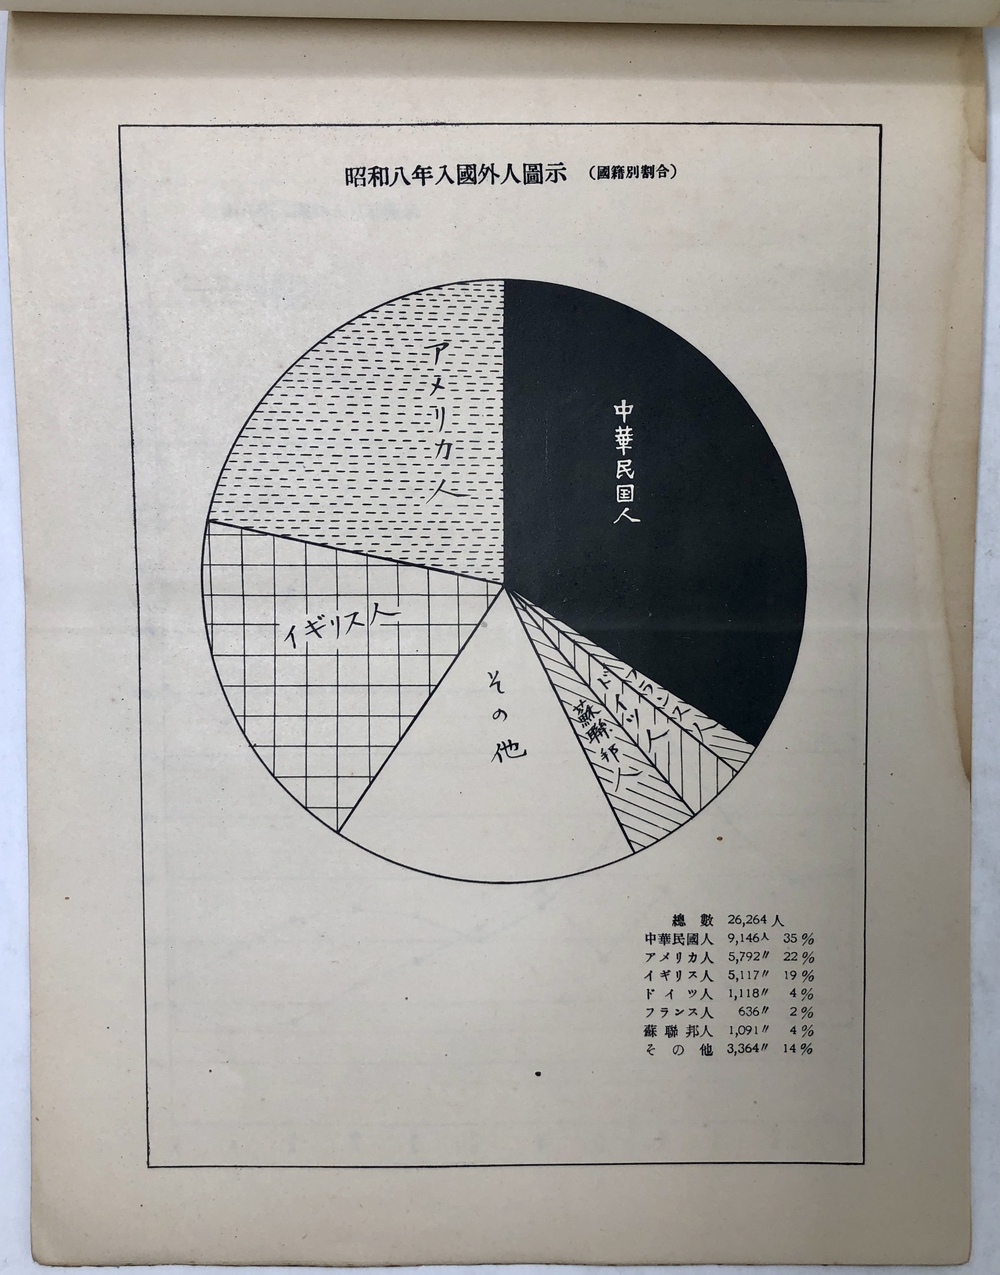 昭和八年入國外人圖示 (國籍別割合)
アメリカ人
中華民国人
イギリス人
その他
蘇聯邦人
ドイツ人
フランス人
總數 26,264人
中華民國人 9,146人 35%
アメリカ人 5,792〃 22%
イギリス人 5,117〃 19%
ドイツ人 1,118〃 4%
フランス人 636〃 2%
蘇聯邦人 1,091〃 4%
その他 3,364〃 14%